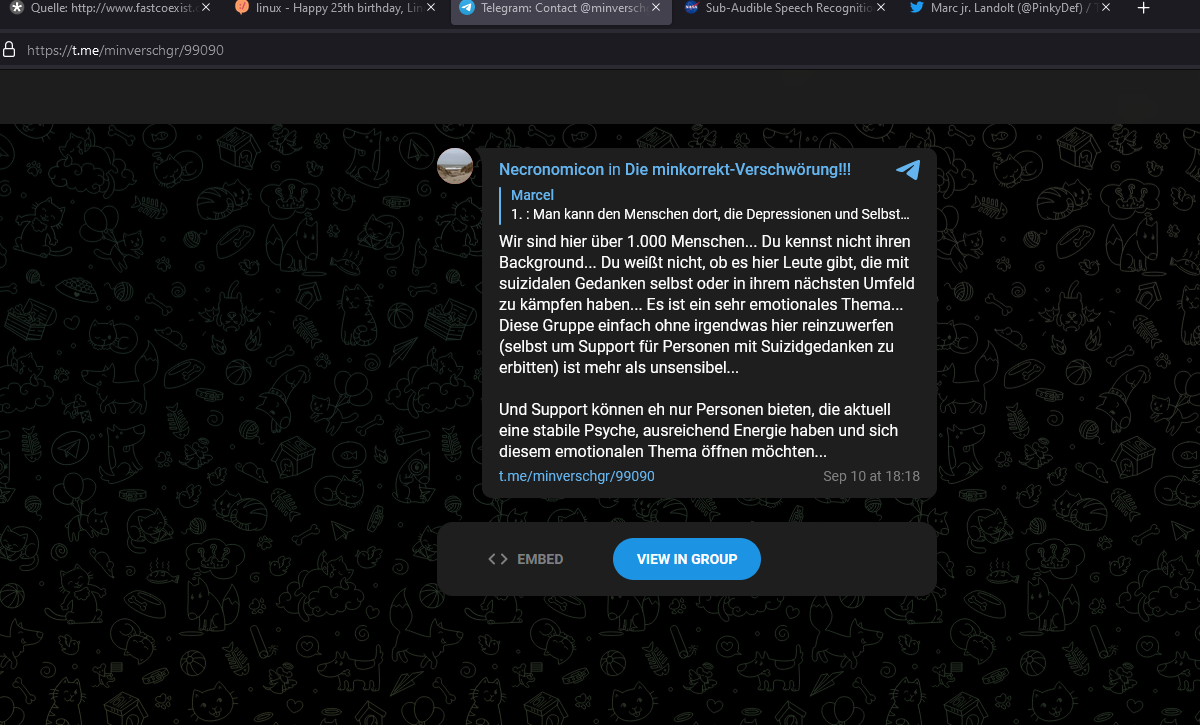 Quelle: http://www.fastcoexist.
linux - Happy 25th birthday, Lin
Telegram: Contact @minversch
Sub-Audible Speech Recognitio
Marc jr. Landolt (@PinkyDef) / T
https://t.me/minverschgr/99090
Necronomicon in Die minkorrekt-Verschwörung!!!
Marcel
1. : Man kann den Menschen dort, die Depressionen und Selbst…
Wir sind hier über 1.000 Menschen... Du kennst nicht ihren
Background... Du weißt nicht, ob es hier Leute gibt, die mit
suizidalen Gedanken selbst oder in ihrem nächsten Umfeld
zu kämpfen haben... Es ist ein sehr emotionales Thema...
Diese Gruppe einfach ohne irgendwas hier reinzuwerfen
(selbst um Support für Personen mit Suizidgedanken zu
erbitten) ist mehr als unsensibel...
Und Support können eh nur Personen bieten, die aktuell
eine stabile Psyche, ausreichend Energie haben und sich
diesem emotionalen Thema öffnen möchten...
t.me/minverschgr/99090 Sep 10 at 18:18
EMBED VIEW IN GROUP